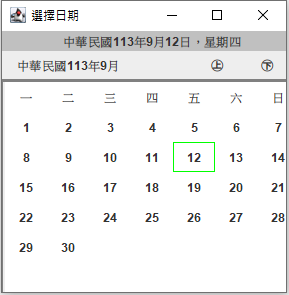 選擇日期
中華民國113年9月12日，星期四
中華民國113年9月 上 下
一 二 三 四 五 六 日
1 2 3 4 5 6 7
8 9 10 11 12 13 14
15 16 17 18 19 20 21
22 23 24 25 26 27 28
29 30